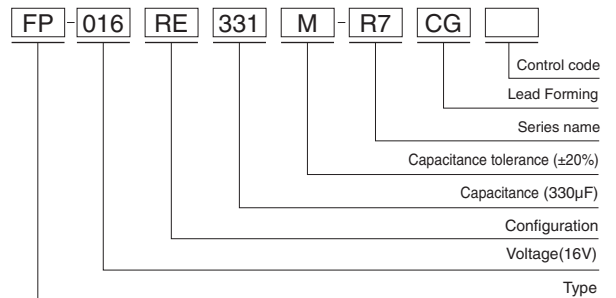 FP-016 RE 331 M-R7 CG
Control code
Lead Forming
Series name
Capacitance tolerance (±20%)
Capacitance (330µF)
Configuration
Voltage(16V)
Type